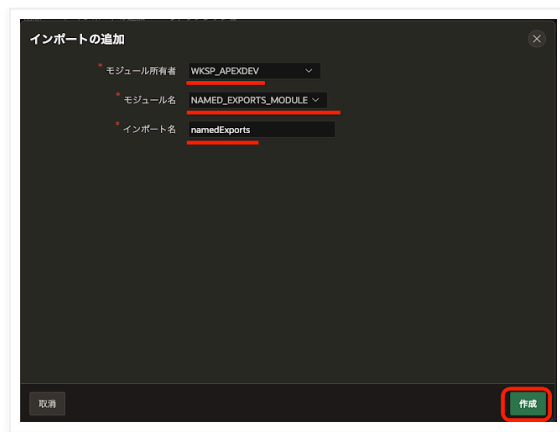 インポートの追加
* モジュール所有者 WKSP_APEXDEV
* モジュール名 NAMED_EXPORTS_MODULE
* インポート名 namedExports
取消 作成